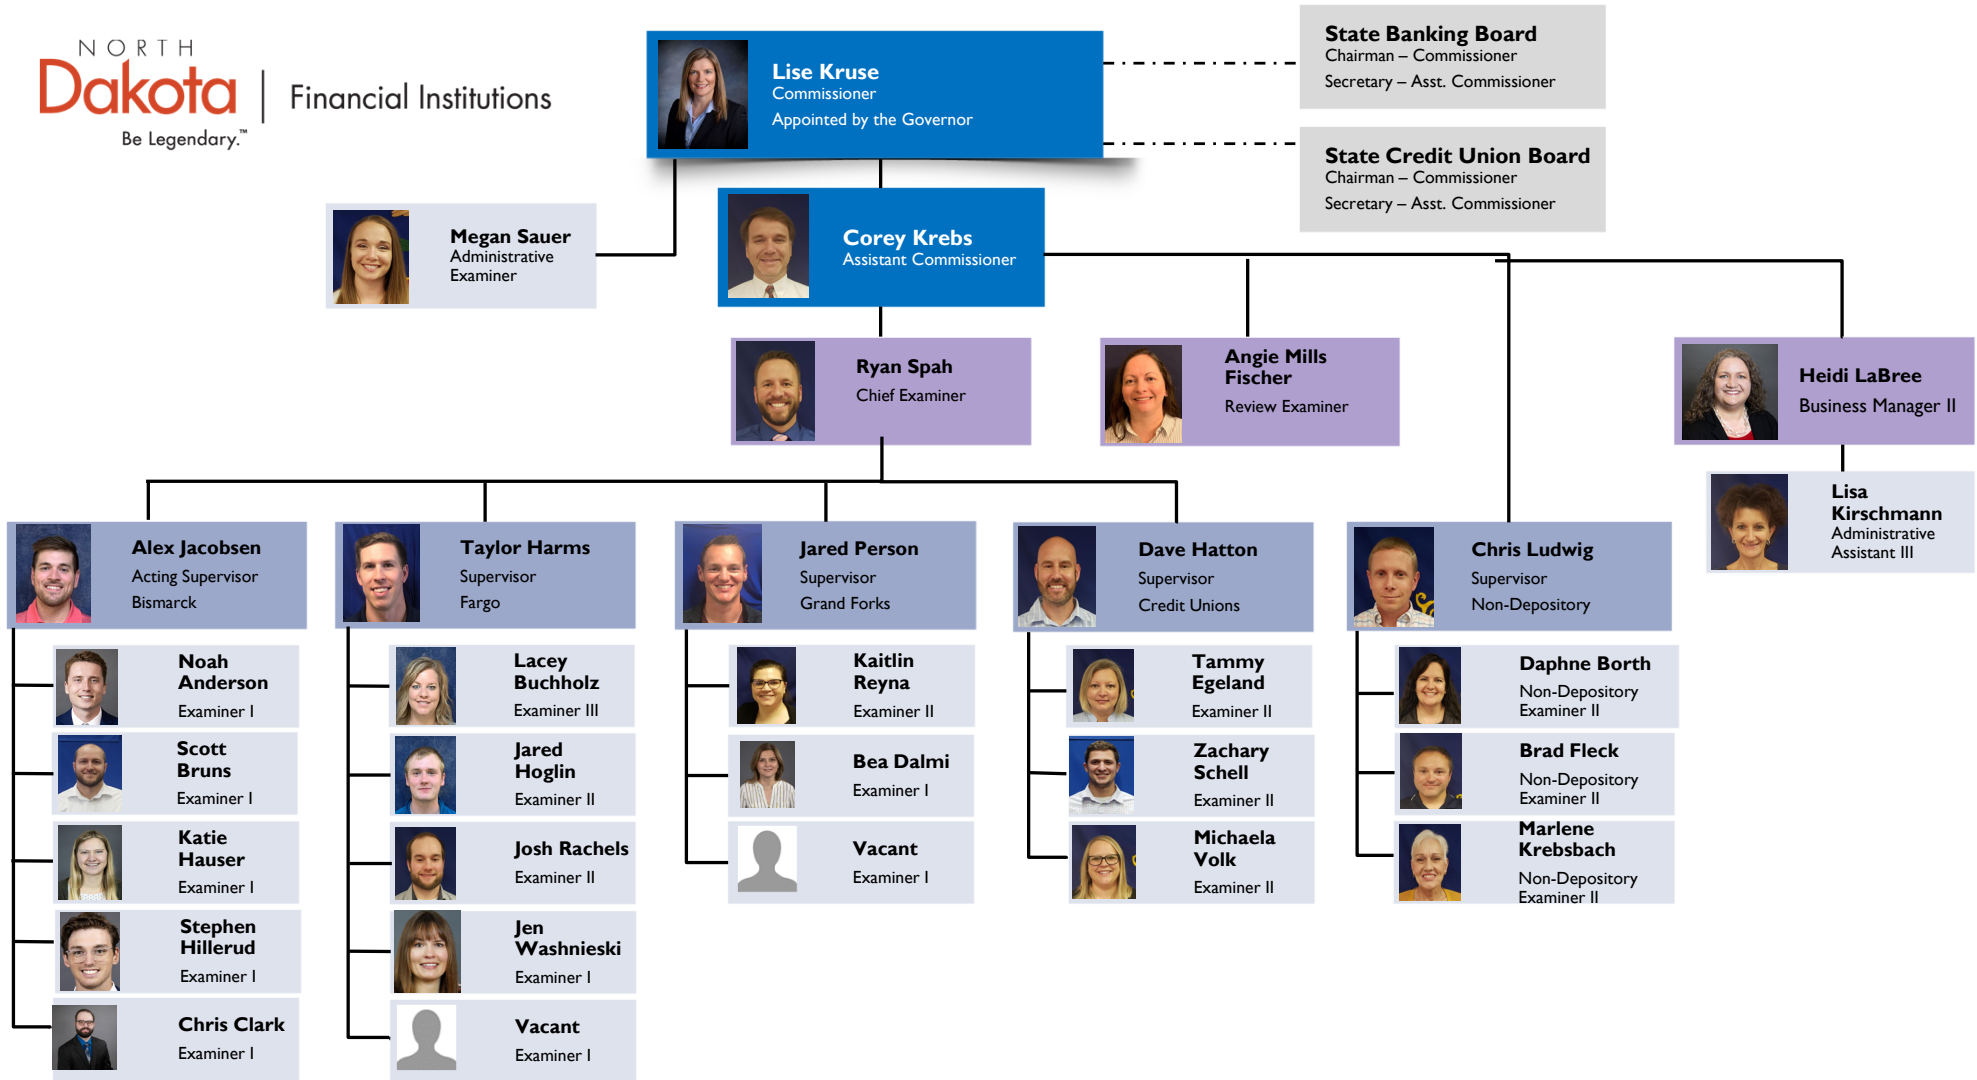 NORTH
Dakota
Be Legendary.™
Financial Institutions
Lise Kruse
Commissioner
Appointed by the Governor
State Banking Board
Chairman – Commissioner
Secretary – Asst. Commissioner
State Credit Union Board
Chairman – Commissioner
Secretary – Asst. Commissioner
Megan Sauer
Administrative
Examiner
Corey Krebs
Assistant Commissioner
Ryan Spah
Chief Examiner
Angie Mills
Fischer
Review Examiner
Heidi LaBree
Business Manager II
Lisa
Kirschmann
Administrative
Assistant III
Alex Jacobsen
Acting Supervisor
Bismarck
Noah
Anderson
Examiner I
Scott
Bruns
Examiner I
Katie
Hauser
Examiner I
Stephen
Hillerud
Examiner I
Chris Clark
Examiner I
Taylor Harms
Supervisor
Fargo
Lacey
Buchholz
Examiner III
Jared
Hoglin
Examiner II
Josh Rachels
Examiner II
Jen
Washnieski
Examiner I
Vacant
Examiner I
Jared Person
Supervisor
Grand Forks
Kaitlin
Reyna
Examiner II
Bea Dalmi
Examiner I
Vacant
Examiner I
Dave Hatton
Supervisor
Credit Unions
Tammy
Egeland
Examiner II
Zachary
Schell
Examiner II
Michaela
Volk
Examiner II
Chris Ludwig
Supervisor
Non-Depository
Daphne Borth
Non-Depository
Examiner II
Brad Fleck
Non-Depository
Examiner II
Marlene
Krebsbach
Non-Depository
Examiner II